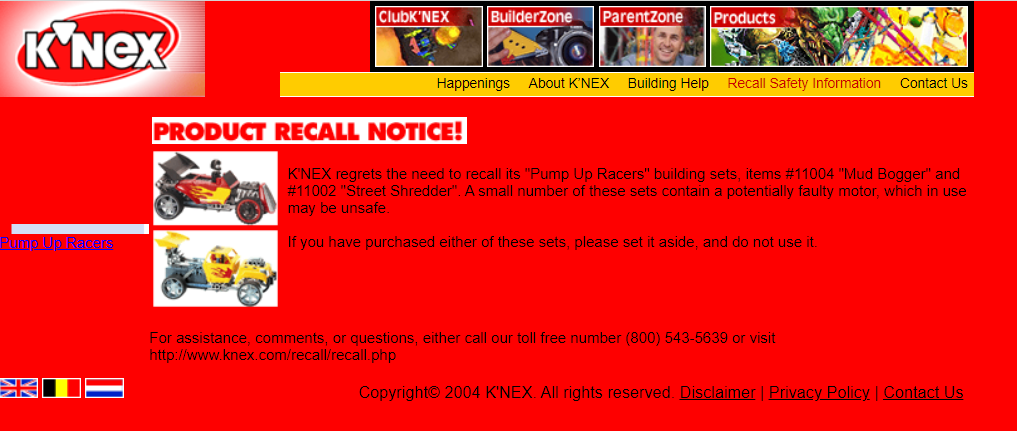 K'NEX
ClubK'NEX
BuilderZone
ParentZone
Products
Happenings
About K'NEX
Building Help
Recall Safety Information
Contact Us
PRODUCT RECALL NOTICE!
K'NEX regrets the need to recall its "Pump Up Racers" building sets, items #11004 "Mud Bogger" and
#11002 "Street Shredder". A small number of these sets contain a potentially faulty motor, which in use
may be unsafe.
Pump Up Racers
If you have purchased either of these sets, please set it aside, and do not use it.
For assistance, comments, or questions, either call our toll free number (800) 543-5639 or visit
http://www.knex.com/recall/recall.php
Copyright© 2004 K'NEX. All rights reserved. Disclaimer | Privacy Policy | Contact Us